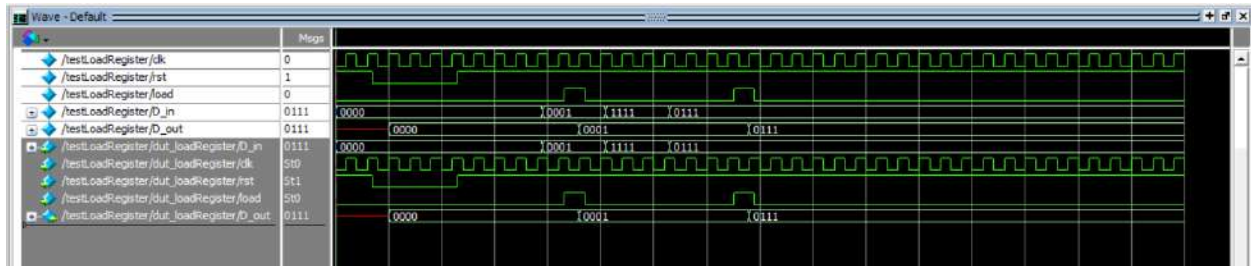 Wave - Default
Msgs
/testLoadRegister/clk 0
/testLoadRegister/rst 1
/testLoadRegister/load 0
/testLoadRegister/D_in 0111 0000 0001 1111 0111
/testLoadRegister/D_out 0111 0000 0001 0111
/testLoadRegister/dut_loadRegister/D_in 0111 0000 0001 1111 0111
/testLoadRegister/dut_loadRegister/clk St0
/testLoadRegister/dut_loadRegister/rst St1
/testLoadRegister/dut_loadRegister/load St0
/testLoadRegister/dut_loadRegister/D_out 0111 0000 0001 0111